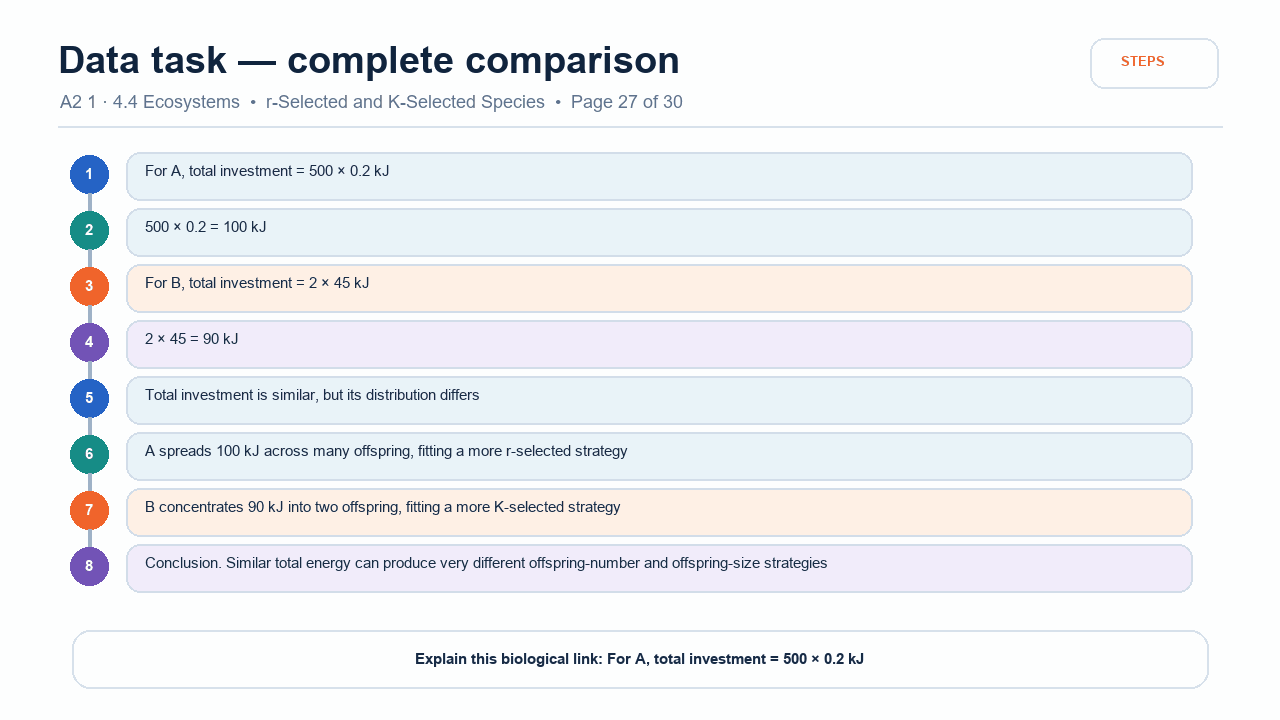 Data task — complete comparison
STEPS
A2 1 · 4.4 Ecosystems • r-Selected and K-Selected Species • Page 27 of 30
1 For A, total investment = 500 × 0.2 kJ
2 500 × 0.2 = 100 kJ
3 For B, total investment = 2 × 45 kJ
4 2 × 45 = 90 kJ
5 Total investment is similar, but its distribution differs
6 A spreads 100 kJ across many offspring, fitting a more r-selected strategy
7 B concentrates 90 kJ into two offspring, fitting a more K-selected strategy
8 Conclusion. Similar total energy can produce very different offspring-number and offspring-size strategies
Explain this biological link: For A, total investment = 500 × 0.2 kJ